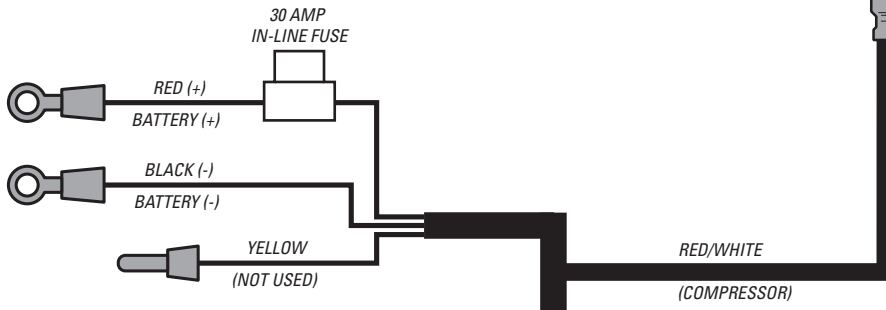 30 AMP
IN-LINE FUSE
RED (+)
BATTERY (+)
BLACK (-)
BATTERY (-)
YELLOW
(NOT USED)
RED/WHITE
(COMPRESSOR)